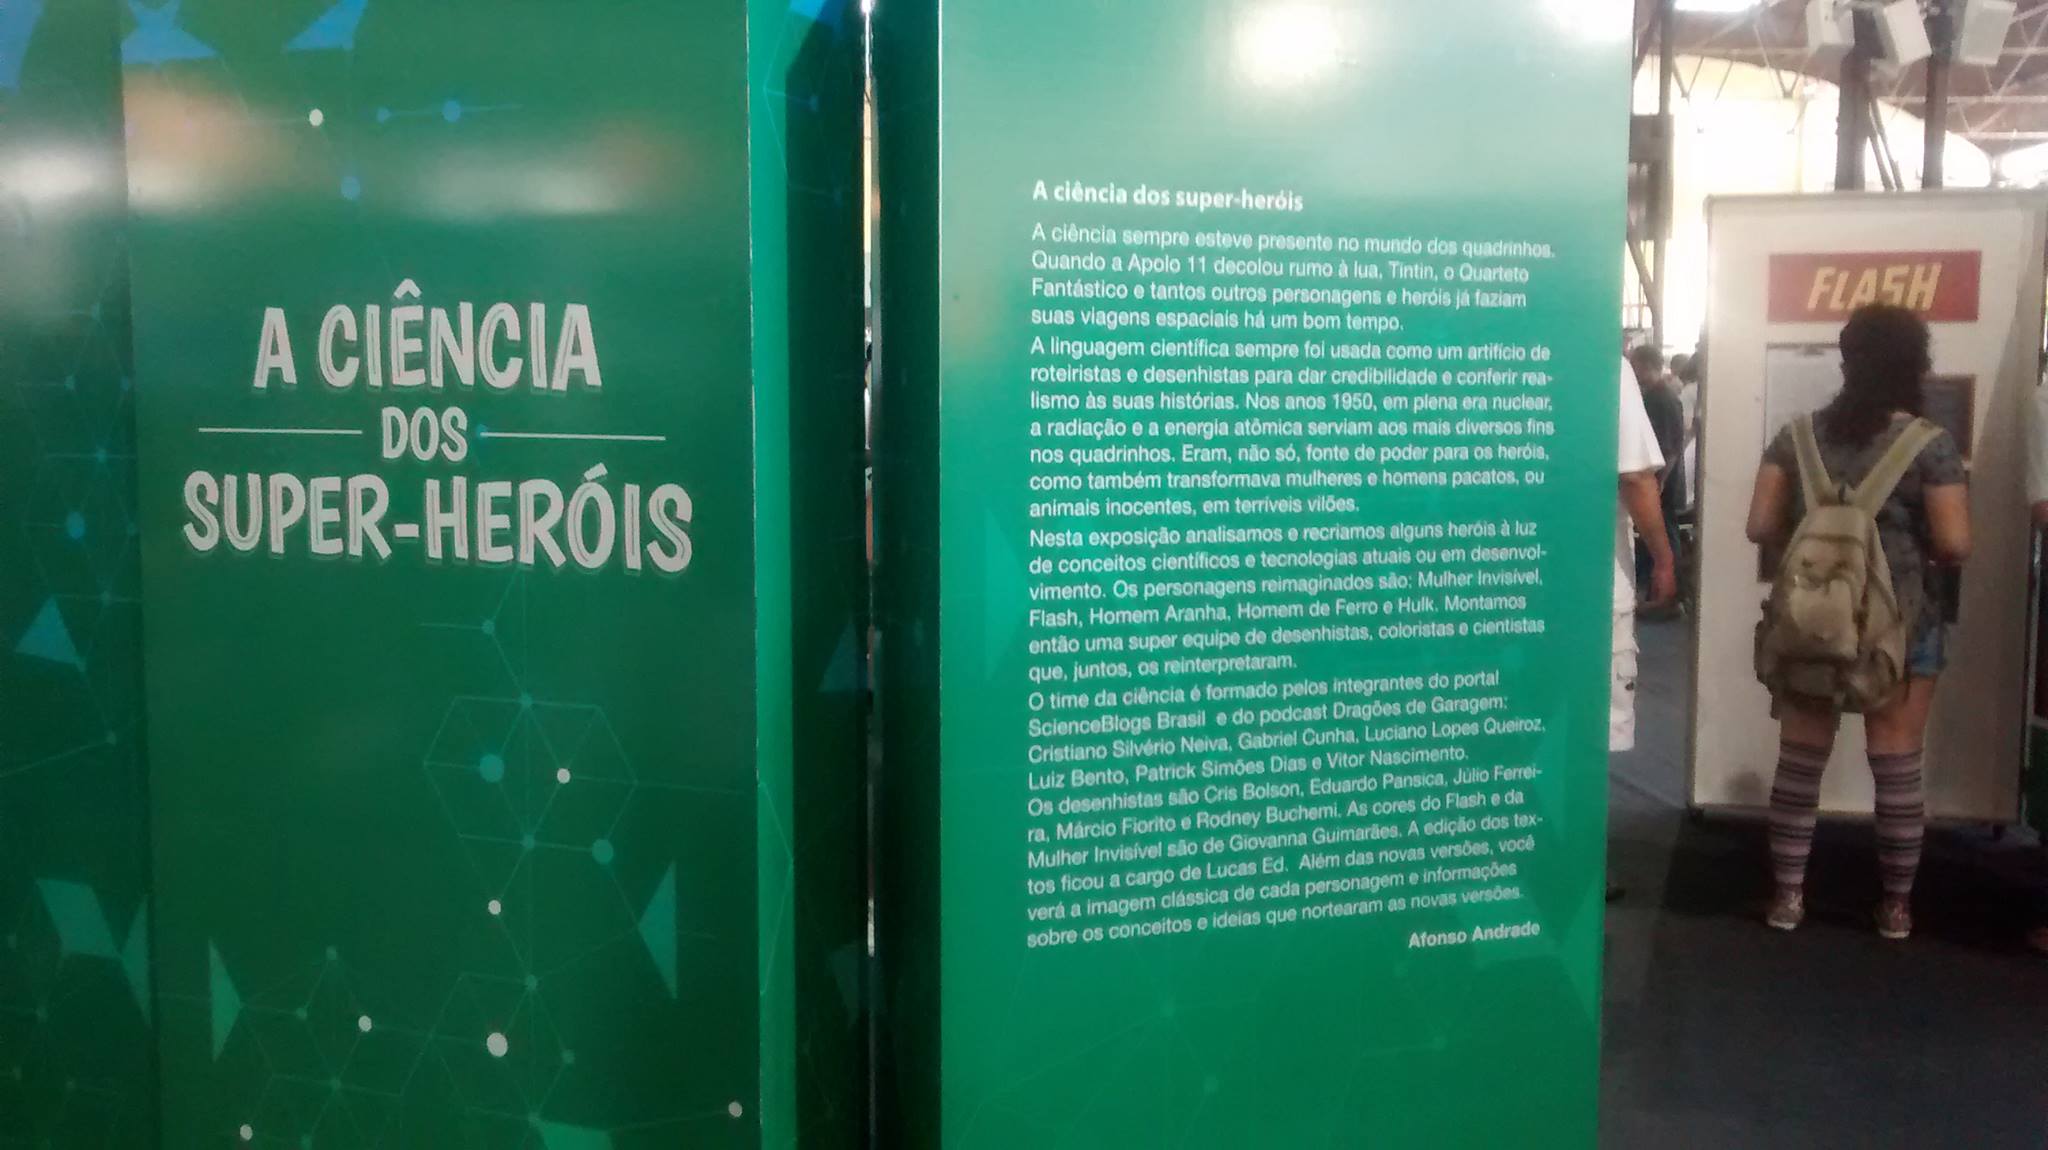 A CIÊNCIA
DOS
SUPER-HERÓIS
A ciência dos super-heróis
A ciência sempre esteve presente no mundo dos quadrinhos.
Quando a Apolo 11 decolou rumo à lua, Tintin, o Quarteto
Fantástico e tantos outros personagens e heróis já faziam
suas viagens espaciais há um bom tempo.
A linguagem científica sempre foi usada como um artifício de
roteiristas e desenhistas para dar credibilidade e conferir rea-
lismo às suas histórias. Nos anos 1950, em plena era nuclear,
a radiação e a energia atômica serviam aos mais diversos fins
nos quadrinhos. Eram, não só, fonte de poder para os heróis,
como também transformava mulheres e homens pacatos, ou
animais inocentes, em terríveis vilões.
Nesta exposição analisamos e recriamos alguns heróis à luz
de conceitos científicos e tecnologias atuais ou em desenvol-
vimento. Os personagens reimaginados são: Mulher Invisível,
Flash, Homem Aranha, Homem de Ferro e Hulk. Montamos
então uma super equipe de desenhistas, coloristas e cientistas
que, juntos, os reinterpretaram.
O time da ciência é formado pelos integrantes do portal
ScienceBlogs Brasil e do podcast Dragões de Garagem:
Cristiano Silvério Neiva, Gabriel Cunha, Luciano Lopes Queiroz,
Luiz Bento, Patrick Simões Dias e Vitor Nascimento.
Os desenhistas são Cris Bolson, Eduardo Pansica, Júlio Ferrei-
ra, Márcio Fiorito e Rodney Buchemi. As cores do Flash e da
Mulher Invisível são de Giovanna Guimarães. A edição dos tex-
tos ficou a cargo de Lucas Ed. Além das novas versões, você
verá a imagem clássica de cada personagem e informações
sobre os conceitos e ideias que nortearam as novas versões.
Afonso Andrade
FLASH